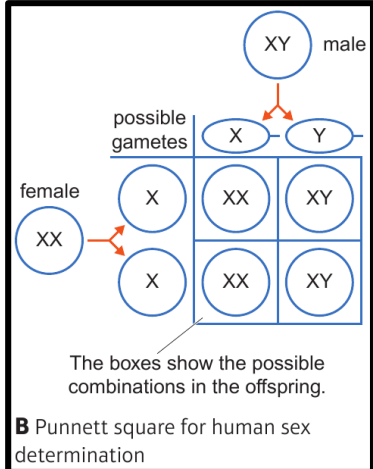 XY male
possible
gametes X Y
female
X XX XY
XX
X XX XY
The boxes show the possible
combinations in the offspring.
B Punnett square for human sex
determination